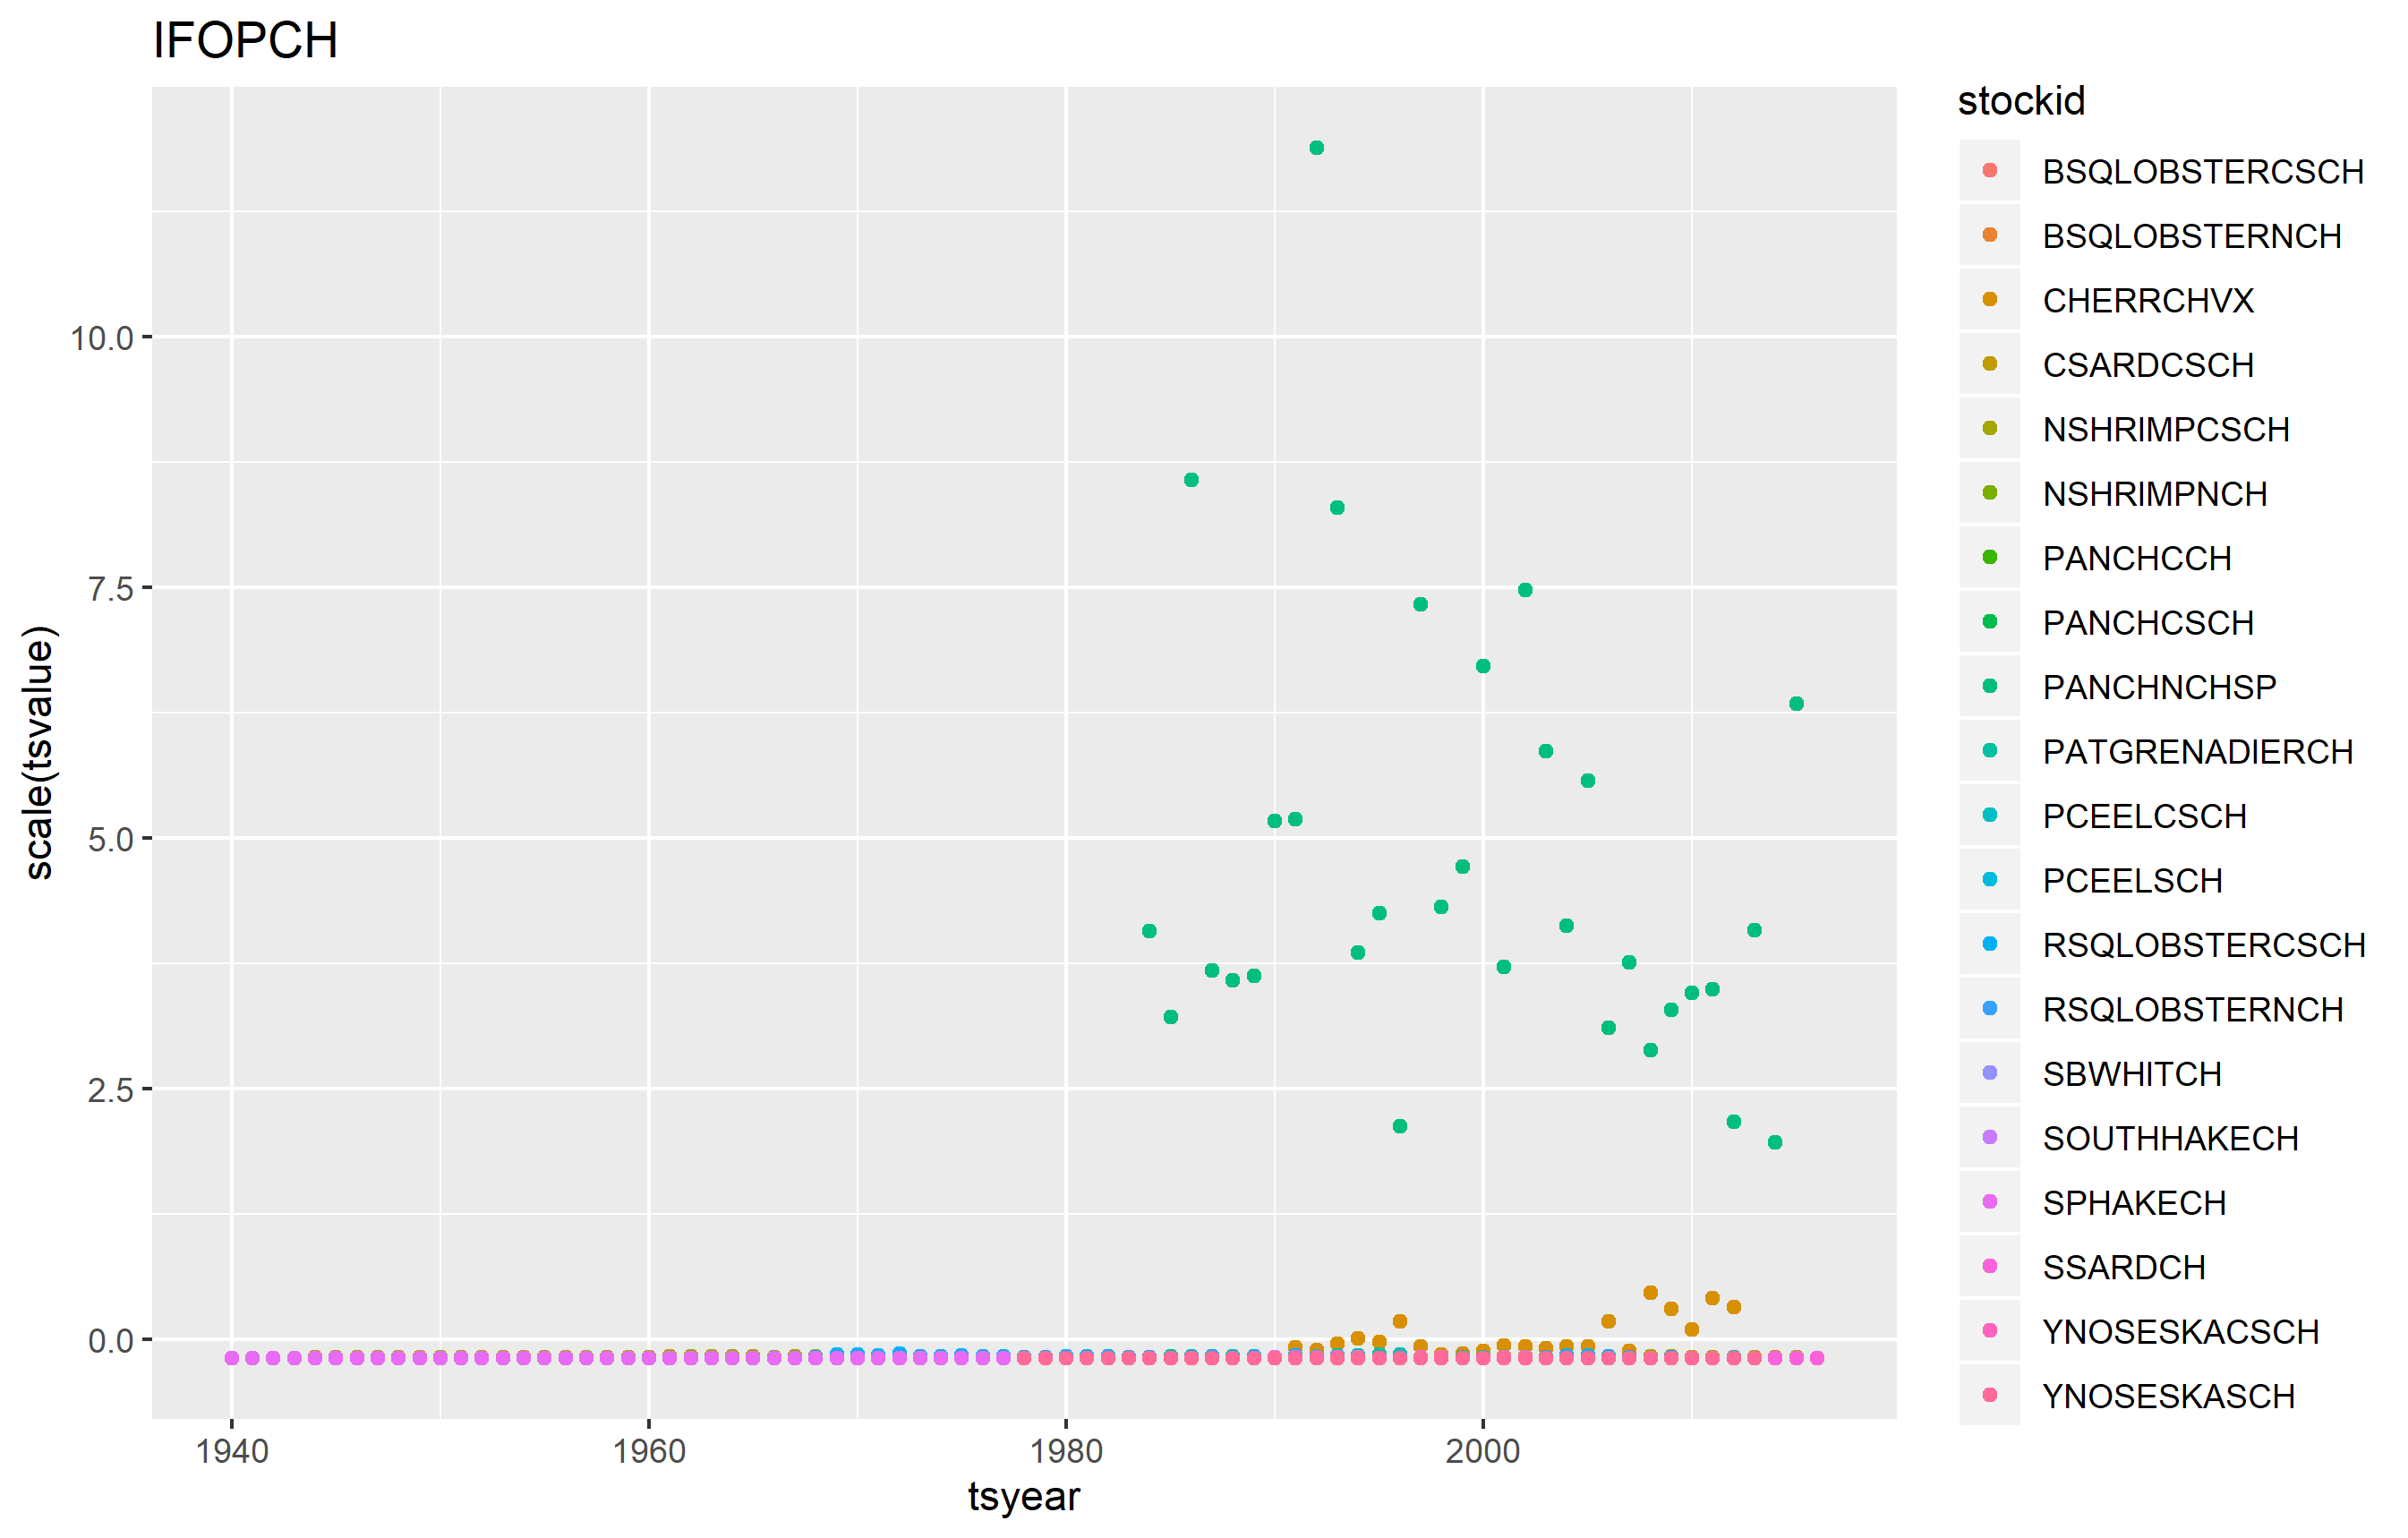 IFOPCH
scale(tsvalue)
10.0
7.5
5.0
2.5
0.0
1940
1960
1980
2000
tsyear
stockid
BSQLOBSTERCSCH
BSQLOBSTERNCH
CHERRCHVX
CSARDCSCH
NSHRIMPCSCH
NSHRIMPNCH
PANCHCCH
PANCHCSCH
PANCHNCHSP
PATGRENADIERCH
PCEELCSCH
PCEELSCH
RSQLOBSTERCSCH
RSQLOBSTERNCH
SBWHITCH
SOUTHHAKECH
SPHAKECH
SSARDCH
YNOSESKACSCH
YNOSESKASCH